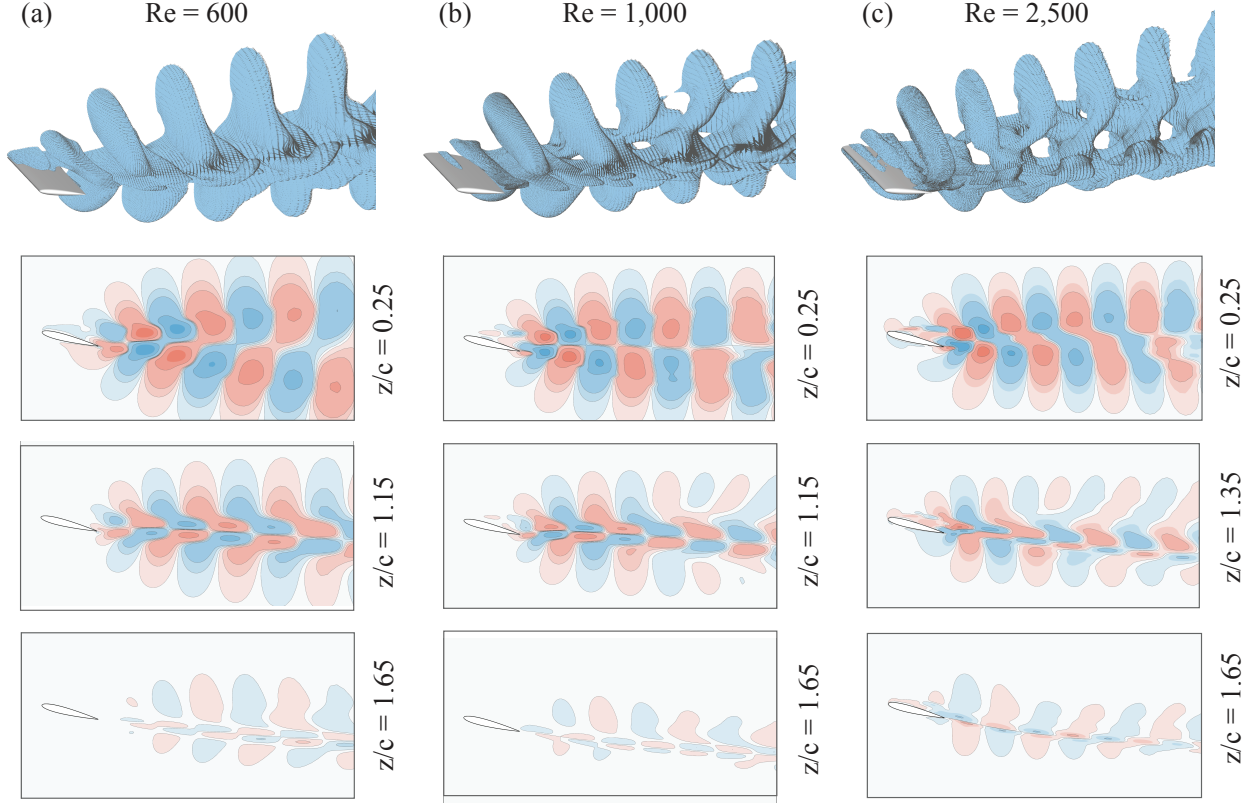 (a) Re = 600
(b) Re = 1,000
(c) Re = 2,500
z/c = 0.25
z/c = 0.25
z/c = 0.25
z/c = 1.15
z/c = 1.15
z/c = 1.35
z/c = 1.65
z/c = 1.65
z/c = 1.65